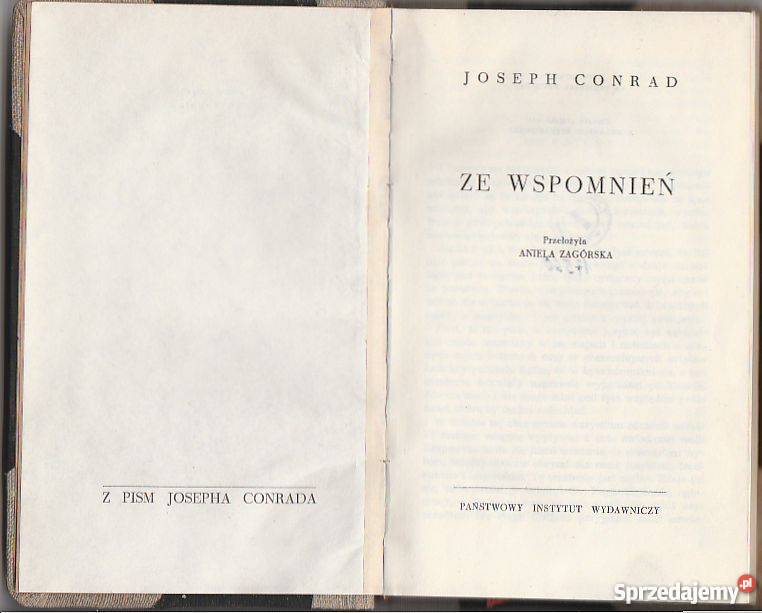 Z PISM JOSEPHA CONRADA
JOSEPH CONRAD
ZE WSPOMNIEŃ
Przełożyła
ANIELA ZAGÓRSKA
PAŃSTWOWY INSTYTUT WYDAWNICZY
Sprzedajemy.pl